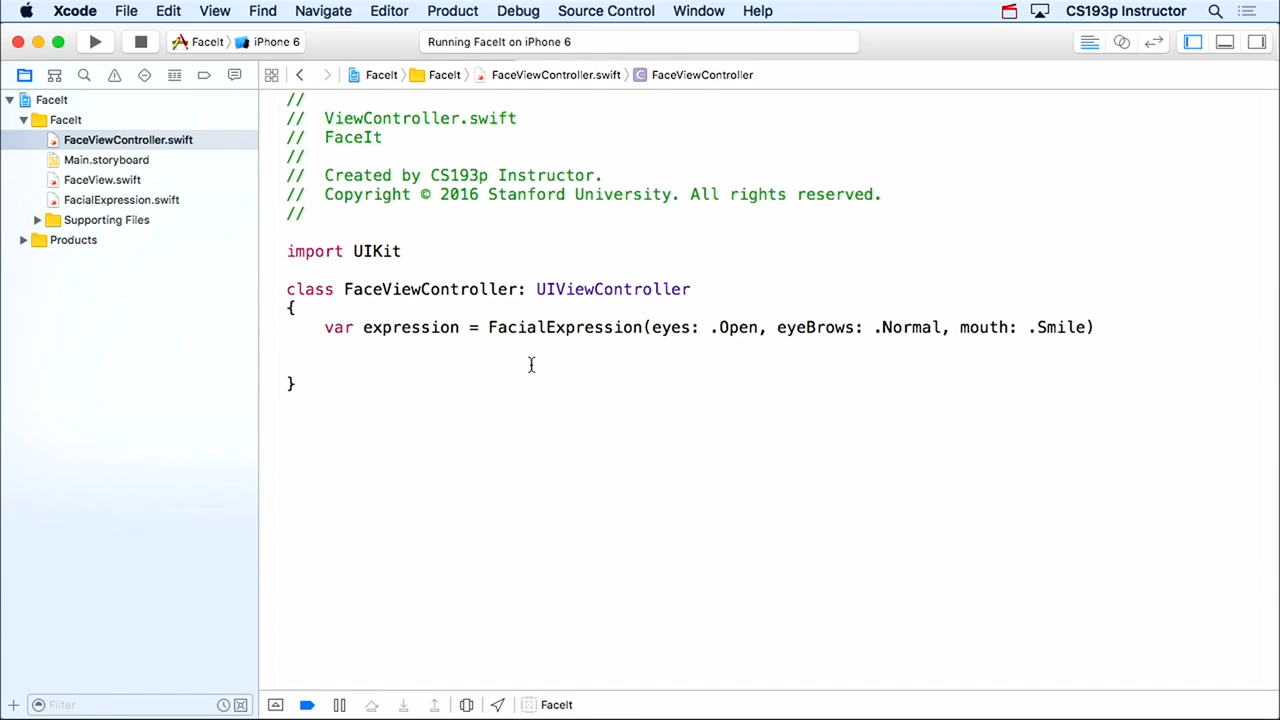 Xcode File Edit View Find Navigate Editor Product Debug Source Control Window Help CS193p Instructor
FaceIt iPhone 6 Running FaceIt on iPhone 6
FaceIt FaceIt FaceViewController.swift C FaceViewController
FaceIt
FaceIt
FaceViewController.swift
Main.storyboard
FaceView.swift
FacialExpression.swift
Supporting Files
Products
//
// ViewController.swift
// FaceIt
//
// Created by CS193p Instructor.
// Copyright © 2016 Stanford University. All rights reserved.
//
import UIKit
class FaceViewController: UIViewController
{
var expression = FacialExpression(eyes: .Open, eyeBrows: .Normal, mouth: .Smile)
}
Filter
FaceIt